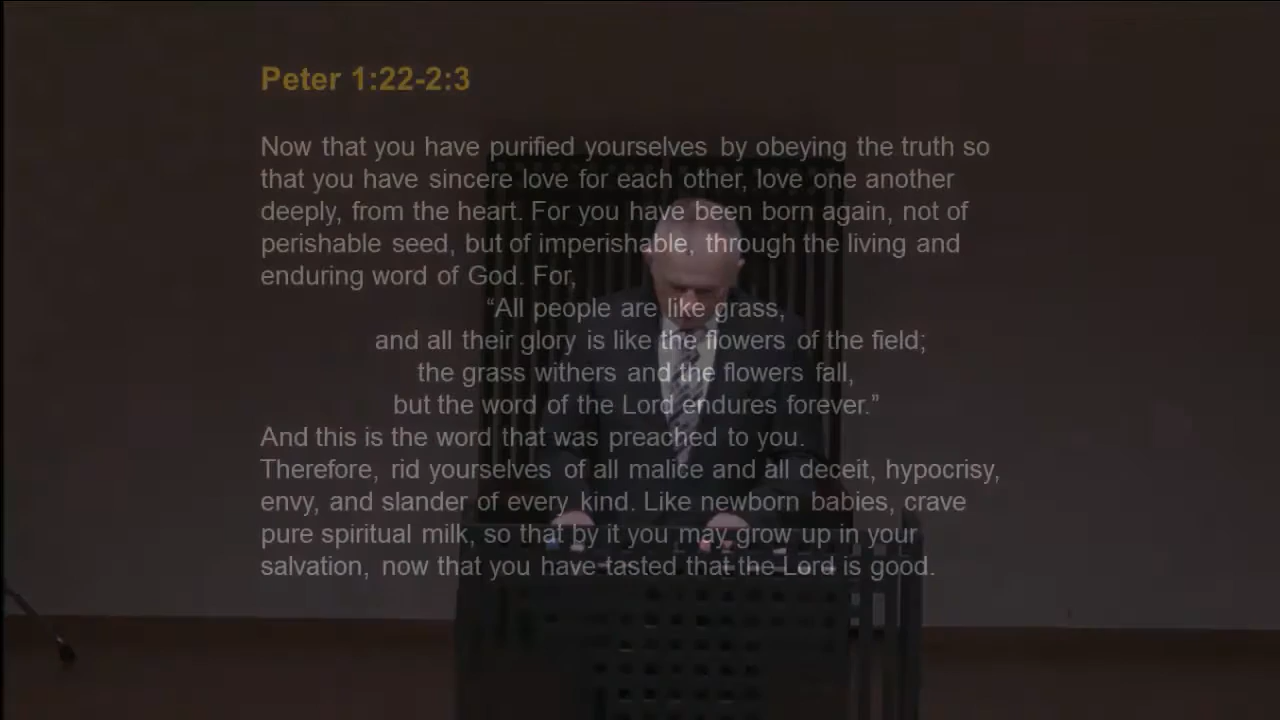 Peter 1:22-2:3
Now that you have purified yourselves by obeying the truth so
that you have sincere love for each other, love one another
deeply, from the heart. For you have been born again, not of
perishable seed, but of imperishable, through the living and
enduring word of God. For,
“All people are like grass,
and all their glory is like the flowers of the field;
the grass withers and the flowers fall,
but the word of the Lord endures forever.”
And this is the word that was preached to you.
Therefore, rid yourselves of all malice and all deceit, hypocrisy,
envy, and slander of every kind. Like newborn babies, crave
pure spiritual milk, so that by it you may grow up in your
salvation, now that you have tasted that the Lord is good.